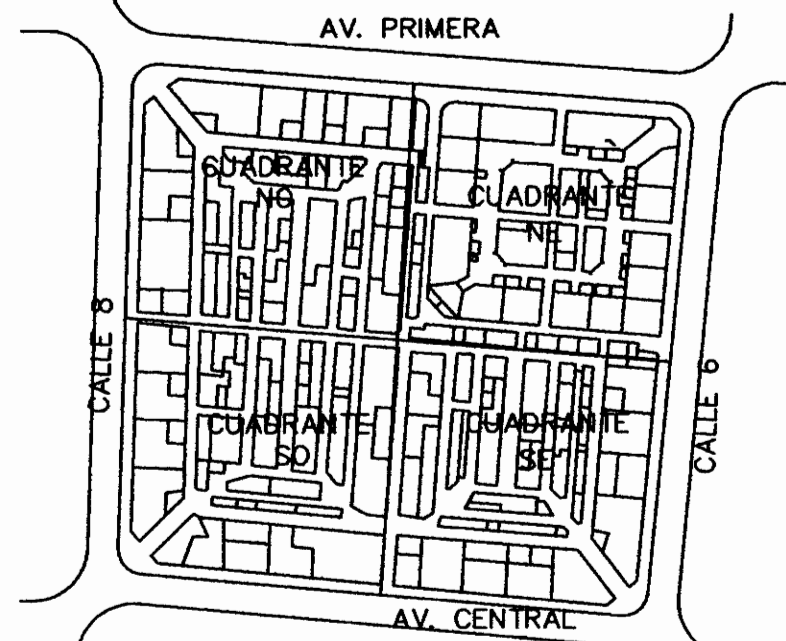 AV. PRIMERA
CUADRANTE
NO
CUADRANTE
NE
CALLE 8
CALLE 6
CUADRANTE
SO
CUADRANTE
SE
AV. CENTRAL